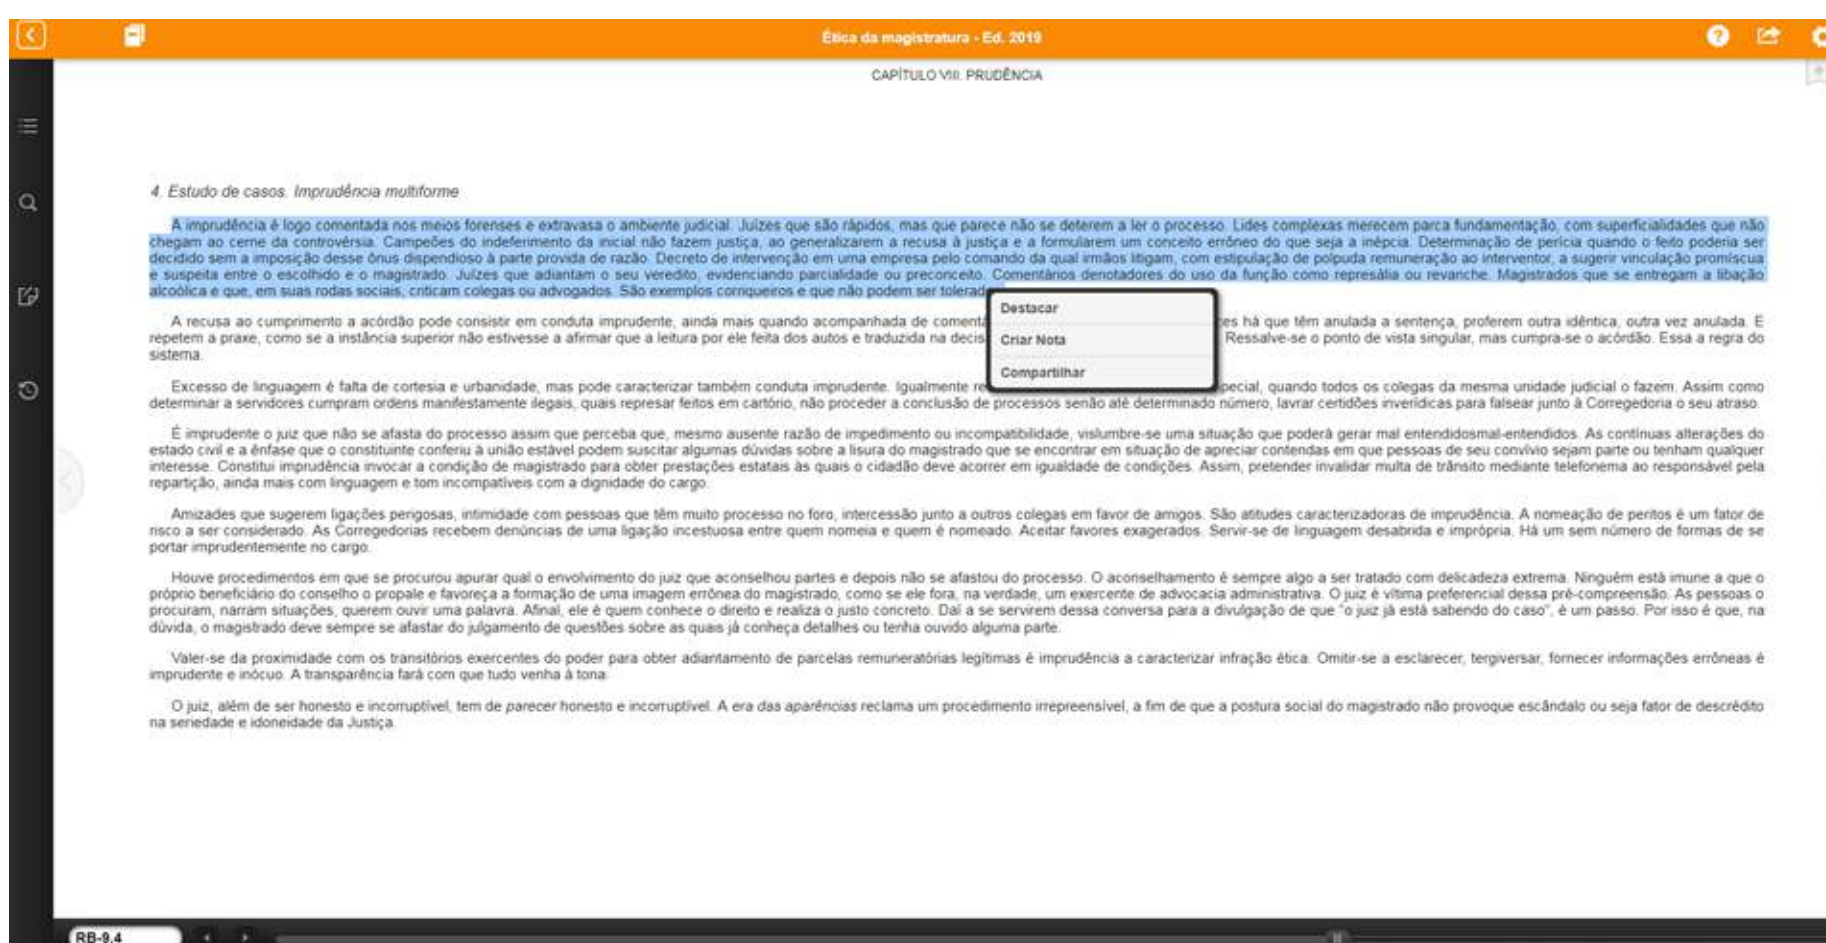 Ética da magistratura - Ed. 2019
CAPÍTULO VIII. PRUDÊNCIA
4. Estudo de casos. Imprudência multiforme
A imprudência é logo comentada nos meios forenses e extravasa o ambiente judicial. Juízes que são rápidos, mas que parece não se deterem a ler o processo. Lides complexas merecem parca fundamentação, com superficialidades que não
chegam ao cerne da controvérsia. Campeões do indeferimento da inicial não fazem justiça, ao generalizarem a recusa à justiça e a formularem um conceito errôneo do que seja a inépcia. Determinação de perícia quando o feito poderia ser
decidido sem a imposição desse ônus dispendioso à parte provida de razão. Decreto de intervenção em uma empresa pelo comando da qual irmãos litigam, com estipulação de polpuda remuneração ao interventor, a sugerir vinculação promíscua
e suspeita entre o escolhido e o magistrado. Juízes que adiantam o seu veredito, evidenciando parcialidade ou preconceito. Comentários denotadores do uso da função como represália ou revanche. Magistrados que se entregam a libação
alcoólica e que, em suas rodas sociais, criticam colegas ou advogados. São exemplos corriqueiros e que não podem ser tolerad
Destacar
Criar Nota
Compartilhar
A recusa ao cumprimento a acórdão pode consistir em conduta imprudente, ainda mais quando acompanhada de comentá es há que têm anulada a sentença, proferem outra idêntica, outra vez anulada. E
repetem a praxe, como se a instância superior não estivesse a afirmar que a leitura por ele feita dos autos e traduzida na decis Ressalve-se o ponto de vista singular, mas cumpra-se o acórdão. Essa a regra do
sistema.
Excesso de linguagem é falta de cortesia e urbanidade, mas pode caracterizar também conduta imprudente. Igualmente re pecial, quando todos os colegas da mesma unidade judicial o fazem. Assim como
determinar a servidores cumpram ordens manifestamente ilegais, quais represar feitos em cartório, não proceder a conclusão de processos senão até determinado número, lavrar certidões inverídicas para falsear junto à Corregedoria o seu atraso.
É imprudente o juiz que não se afasta do processo assim que perceba que, mesmo ausente razão de impedimento ou incompatibilidade, vislumbre-se uma situação que poderá gerar mal entendidosmal-entendidos. As contínuas alterações do
estado civil e a ênfase que o constituinte conferiu à união estável podem suscitar algumas dúvidas sobre a lisura do magistrado que se encontrar em situação de apreciar contendas em que pessoas de seu convívio sejam parte ou tenham qualquer
interesse. Constitui imprudência invocar a condição de magistrado para obter prestações estatais às quais o cidadão deve acorrer em igualdade de condições. Assim, pretender invalidar multa de trânsito mediante telefonema ao responsável pela
repartição, ainda mais com linguagem e tom incompatíveis com a dignidade do cargo.
Amizades que sugerem ligações perigosas, intimidade com pessoas que têm muito processo no foro, intercessão junto a outros colegas em favor de amigos. São atitudes caracterizadoras de imprudência. A nomeação de peritos é um fator de
risco a ser considerado. As Corregedorias recebem denúncias de uma ligação incestuosa entre quem nomeia e quem é nomeado. Aceitar favores exagerados. Servir-se de linguagem desabrida e imprópria. Há um sem número de formas de se
portar imprudentemente no cargo.
Houve procedimentos em que se procurou apurar qual o envolvimento do juiz que aconselhou partes e depois não se afastou do processo. O aconselhamento é sempre algo a ser tratado com delicadeza extrema. Ninguém está imune a que o
próprio beneficiário do conselho o propale e favoreça a formação de uma imagem errônea do magistrado, como se ele fora, na verdade, um exercente de advocacia administrativa. O juiz é vítima preferencial dessa pré-compreensão. As pessoas o
procuram, narram situações, querem ouvir uma palavra. Afinal, ele é quem conhece o direito e realiza o justo concreto. Daí a se servirem dessa conversa para a divulgação de que "o juiz já está sabendo do caso", é um passo. Por isso é que, na
dúvida, o magistrado deve sempre se afastar do julgamento de questões sobre as quais já conheça detalhes ou tenha ouvido alguma parte.
Valer-se da proximidade com os transitórios exercentes do poder para obter adiantamento de parcelas remuneratórias legítimas é imprudência a caracterizar infração ética. Omitir-se a esclarecer, tergiversar, fornecer informações errôneas é
imprudente e inócuo. A transparência fará com que tudo venha à tona.
O juiz, além de ser honesto e incorruptível, tem de parecer honesto e incorruptível. A era das aparências reclama um procedimento irrepreensível, a fim de que a postura social do magistrado não provoque escândalo ou seja fator de descrédito
na seriedade e idoneidade da Justiça.
RB-9.4